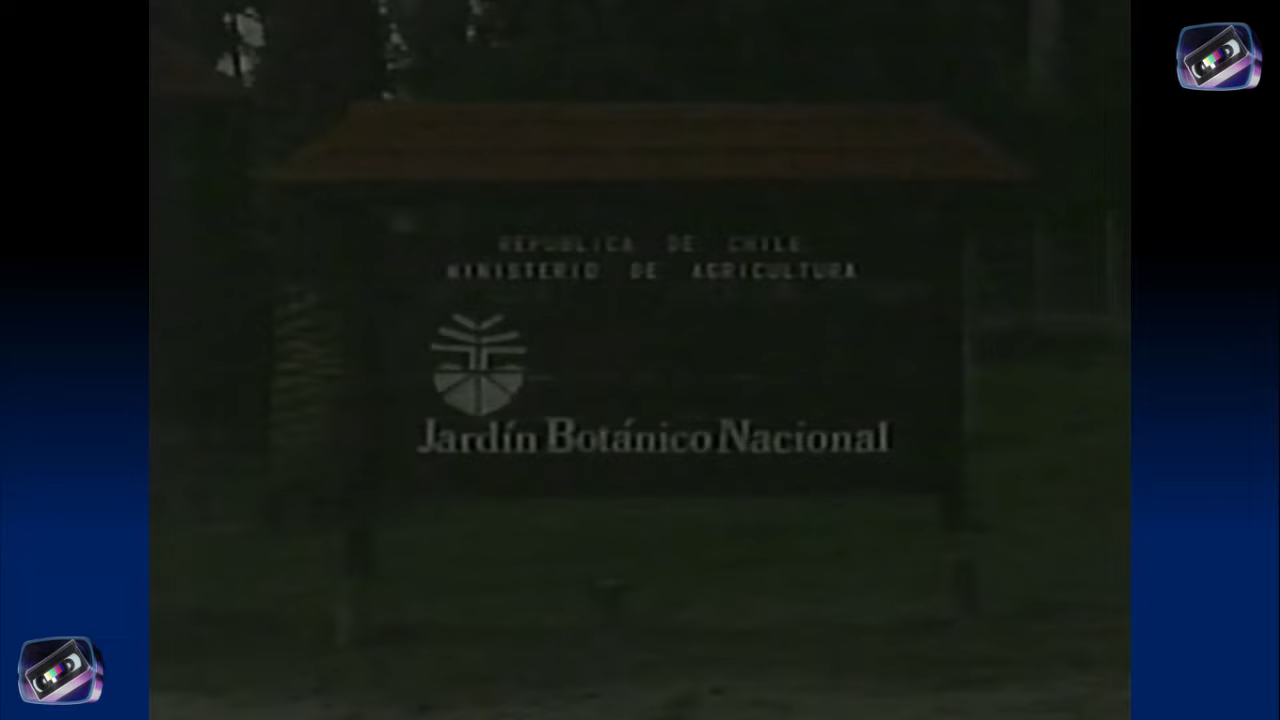 REPUBLICA DE CHILE
MINISTERIO DE AGRICULTURA
Jardín Botánico Nacional